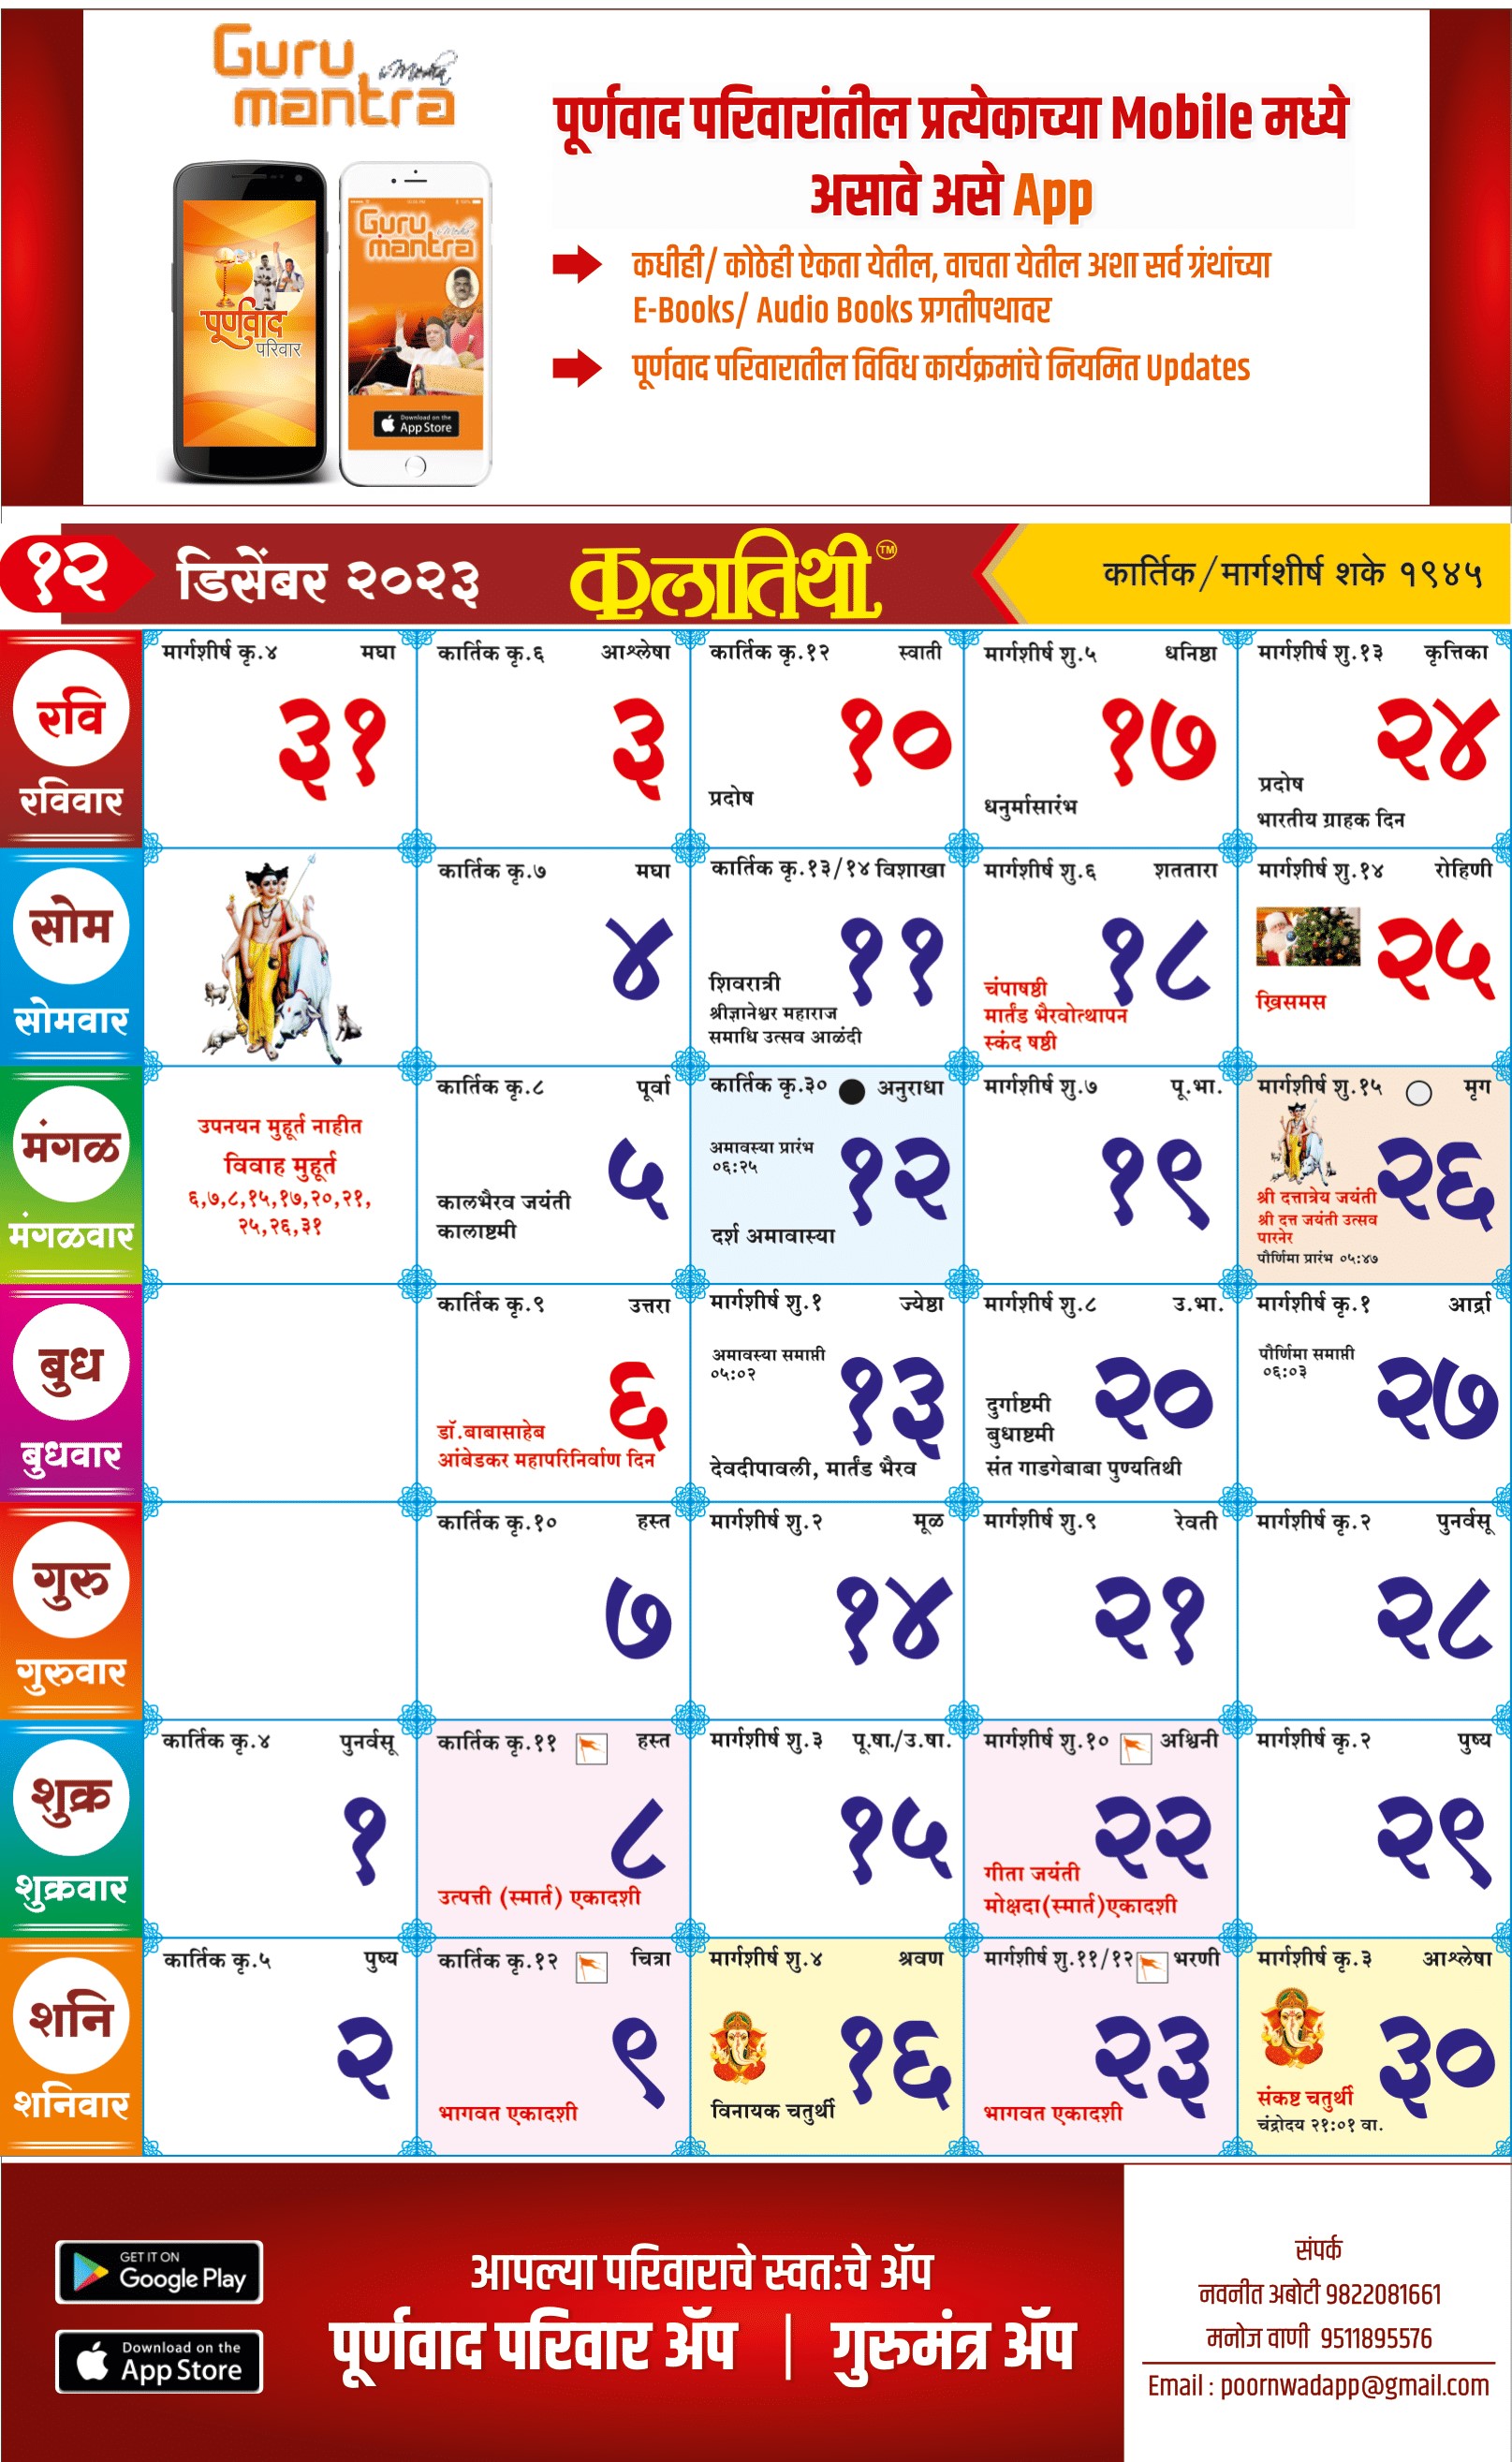 Guru
mantra
Guru
mantra
पूर्णवाद
परिवार
Download on the
App Store
पूर्णवाद परिवारांतील प्रत्येकाच्या Mobile मध्ये
असावे असे App
कधीही/ कोठेही ऐकता येतील, वाचता येतील अशा सर्व ग्रंथांच्या
E-Books/ Audio Books प्रगतीपथावर
पूर्णवाद परिवारातील विविध कार्यक्रमांचे नियमित Updates
१२ डिसेंबर २०२३ कलातिथी TM कार्तिक/मार्गशीर्ष शके १९४५
रवि
रविवार
मार्गशीर्ष कृ.४ मघा
३१
कार्तिक कृ.६ आश्लेषा
३
कार्तिक कृ.१२ स्वाती
१०
प्रदोष
मार्गशीर्ष शु.५ धनिष्ठा
१७
धनुर्मासारंभ
मार्गशीर्ष शु.१३ कृत्तिका
२४
प्रदोष
भारतीय ग्राहक दिन
सोम
सोमवार
कार्तिक कृ.७ मघा
४
कार्तिक कृ.१३/१४ विशाखा
११
शिवरात्री
श्रीज्ञानेश्वर महाराज
समाधि उत्सव आळंदी
मार्गशीर्ष शु.६ शततारा
१८
चंपाषष्ठी
मार्तंड भैरवोत्थापन
स्कंद षष्ठी
मार्गशीर्ष शु.१४ रोहिणी
२५
ख्रिसमस
मंगळ
मंगळवार
उपनयन मुहूर्त नाहीत
विवाह मुहूर्त
६,७,८,१५,१७,२०,२१,
२५,२६,३१
कार्तिक कृ.८ पूर्वा
५
कालभैरव जयंती
कालाष्टमी
कार्तिक कृ.३० अनुराधा
अमावस्या प्रारंभ
०६:२५
१२
दर्श अमावास्या
मार्गशीर्ष शु.७ पू.भा.
१९
मार्गशीर्ष शु.१५ मृग
२६
श्री दत्तात्रेय जयंती
श्री दत्त जयंती उत्सव
पारनेर
पौर्णिमा प्रारंभ ०५:४७
बुध
बुधवार
कार्तिक कृ.९ उत्तरा
६
डॉ.बाबासाहेब
आंबेडकर महापरिनिर्वाण दिन
मार्गशीर्ष शु.१ ज्येष्ठा
अमावस्या समाप्ती
०५:०२
१३
देवदीपावली, मार्तंड भैरव
मार्गशीर्ष शु.८ उ.भा.
२०
दुर्गाष्टमी
बुधाष्टमी
संत गाडगेबाबा पुण्यतिथी
मार्गशीर्ष कृ.१ आर्द्रा
पौर्णिमा समाप्ती
०६:०३
२७
गुरु
गुरुवार
कार्तिक कृ.१० हस्त
७
मार्गशीर्ष शु.२ मूळ
१४
मार्गशीर्ष शु.९ रेवती
२१
मार्गशीर्ष कृ.२ पुनर्वसू
२८
शुक्र
शुक्रवार
कार्तिक कृ.४ पुनर्वसू
१
कार्तिक कृ.११ हस्त
८
उत्पत्ती (स्मार्त) एकादशी
मार्गशीर्ष शु.३ पू.षा./उ.षा.
१५
मार्गशीर्ष शु.१० अश्विनी
२२
गीता जयंती
मोक्षदा(स्मार्त)एकादशी
मार्गशीर्ष कृ.२ पुष्य
२९
शनि
शनिवार
कार्तिक कृ.५ पुष्य
२
कार्तिक कृ.१२ चित्रा
९
भागवत एकादशी
मार्गशीर्ष शु.४ श्रवण
१६
विनायक चतुर्थी
मार्गशीर्ष शु.११/१२ भरणी
२३
भागवत एकादशी
मार्गशीर्ष कृ.३ आश्लेषा
३०
संकष्ट चतुर्थी
चंद्रोदय २१:०१ वा.
GET IT ON
Google Play
Download on the
App Store
आपल्या परिवाराचे स्वतःचे ॲप
पूर्णवाद परिवार ॲप | गुरुमंत्र ॲप
संपर्क
नवनीत अबोटी 9822081661
मनोज वाणी 9511895576
Email : poornwadapp@gmail.com